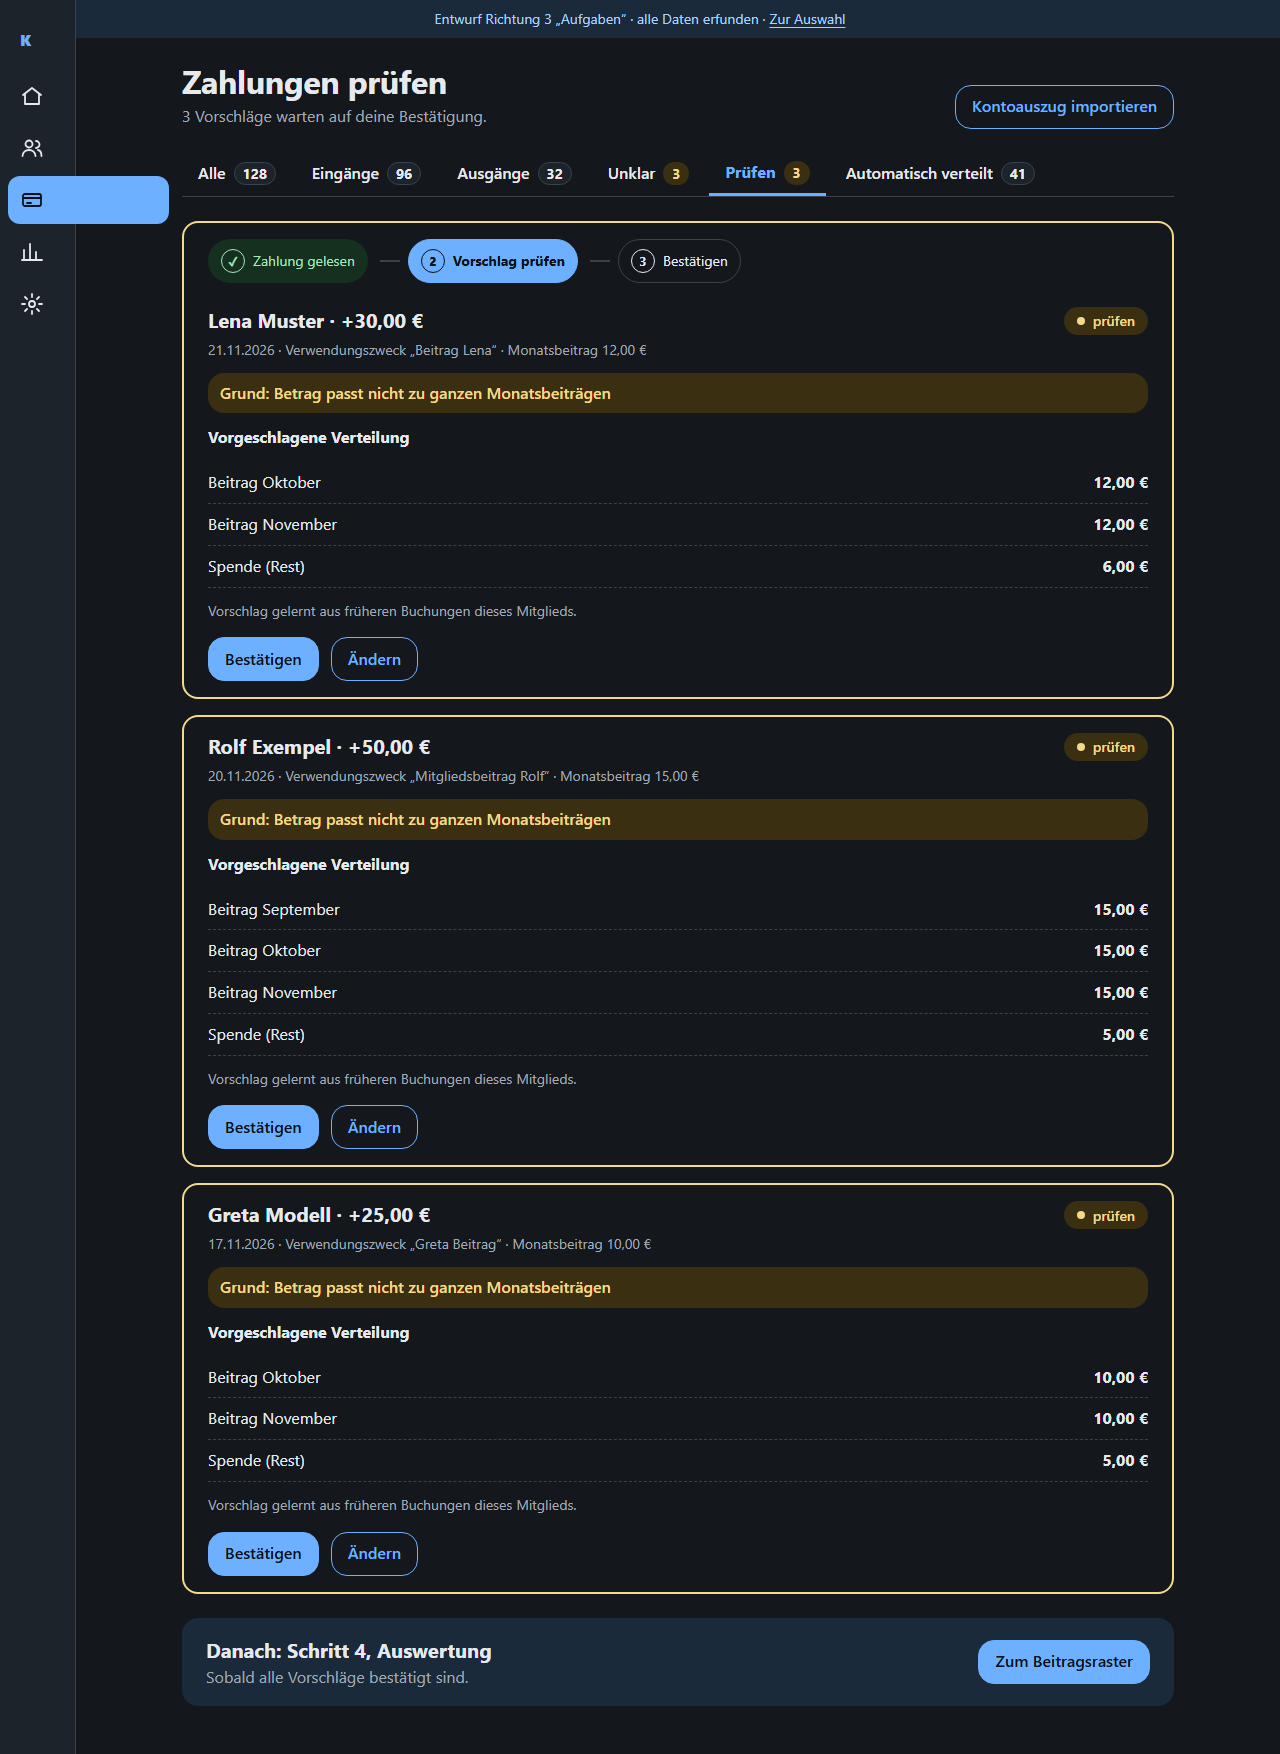 Entwurf Richtung 3 „Aufgaben“ · alle Daten erfunden · Zur Auswahl
K
Zahlungen prüfen
3 Vorschläge warten auf deine Bestätigung.
Kontoauszug importieren
Alle 128 Eingänge 96 Ausgänge 32 Unklar 3 Prüfen 3 Automatisch verteilt 41
✓ Zahlung gelesen 2 Vorschlag prüfen 3 Bestätigen
Lena Muster · +30,00 € prüfen
21.11.2026 · Verwendungszweck „Beitrag Lena“ · Monatsbeitrag 12,00 €
Grund: Betrag passt nicht zu ganzen Monatsbeiträgen
Vorgeschlagene Verteilung
Beitrag Oktober 12,00 €
Beitrag November 12,00 €
Spende (Rest) 6,00 €
Vorschlag gelernt aus früheren Buchungen dieses Mitglieds.
Bestätigen Ändern
Rolf Exempel · +50,00 € prüfen
20.11.2026 · Verwendungszweck „Mitgliedsbeitrag Rolf“ · Monatsbeitrag 15,00 €
Grund: Betrag passt nicht zu ganzen Monatsbeiträgen
Vorgeschlagene Verteilung
Beitrag September 15,00 €
Beitrag Oktober 15,00 €
Beitrag November 15,00 €
Spende (Rest) 5,00 €
Vorschlag gelernt aus früheren Buchungen dieses Mitglieds.
Bestätigen Ändern
Greta Modell · +25,00 € prüfen
17.11.2026 · Verwendungszweck „Greta Beitrag“ · Monatsbeitrag 10,00 €
Grund: Betrag passt nicht zu ganzen Monatsbeiträgen
Vorgeschlagene Verteilung
Beitrag Oktober 10,00 €
Beitrag November 10,00 €
Spende (Rest) 5,00 €
Vorschlag gelernt aus früheren Buchungen dieses Mitglieds.
Bestätigen Ändern
Danach: Schritt 4, Auswertung
Sobald alle Vorschläge bestätigt sind.
Zum Beitragsraster